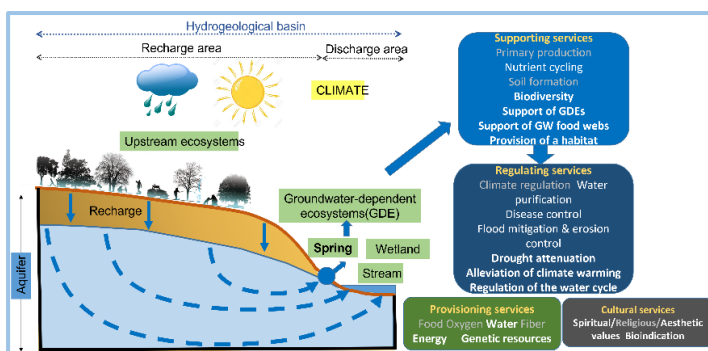 Hydrogeological basin
Recharge area
Discharge area
CLIMATE
Upstream ecosystems
Recharge
Aquifer
Groundwater-dependent
ecosystems(GDE)
Spring
Wetland
Stream
Supporting services
Primary production
Nutrient cycling
Soil formation
Biodiversity
Support of GDEs
Support of GW food webs
Provision of a habitat
Regulating services
Climate regulation Water
purification
Disease control
Flood mitigation & erosion
control
Drought attenuation
Alleviation of climate warming
Regulation of the water cycle
Provisioning services
Food Oxygen Water Fiber
Energy Genetic resources
Cultural services
Spiritual/Religious/Aesthetic
values Bioindication